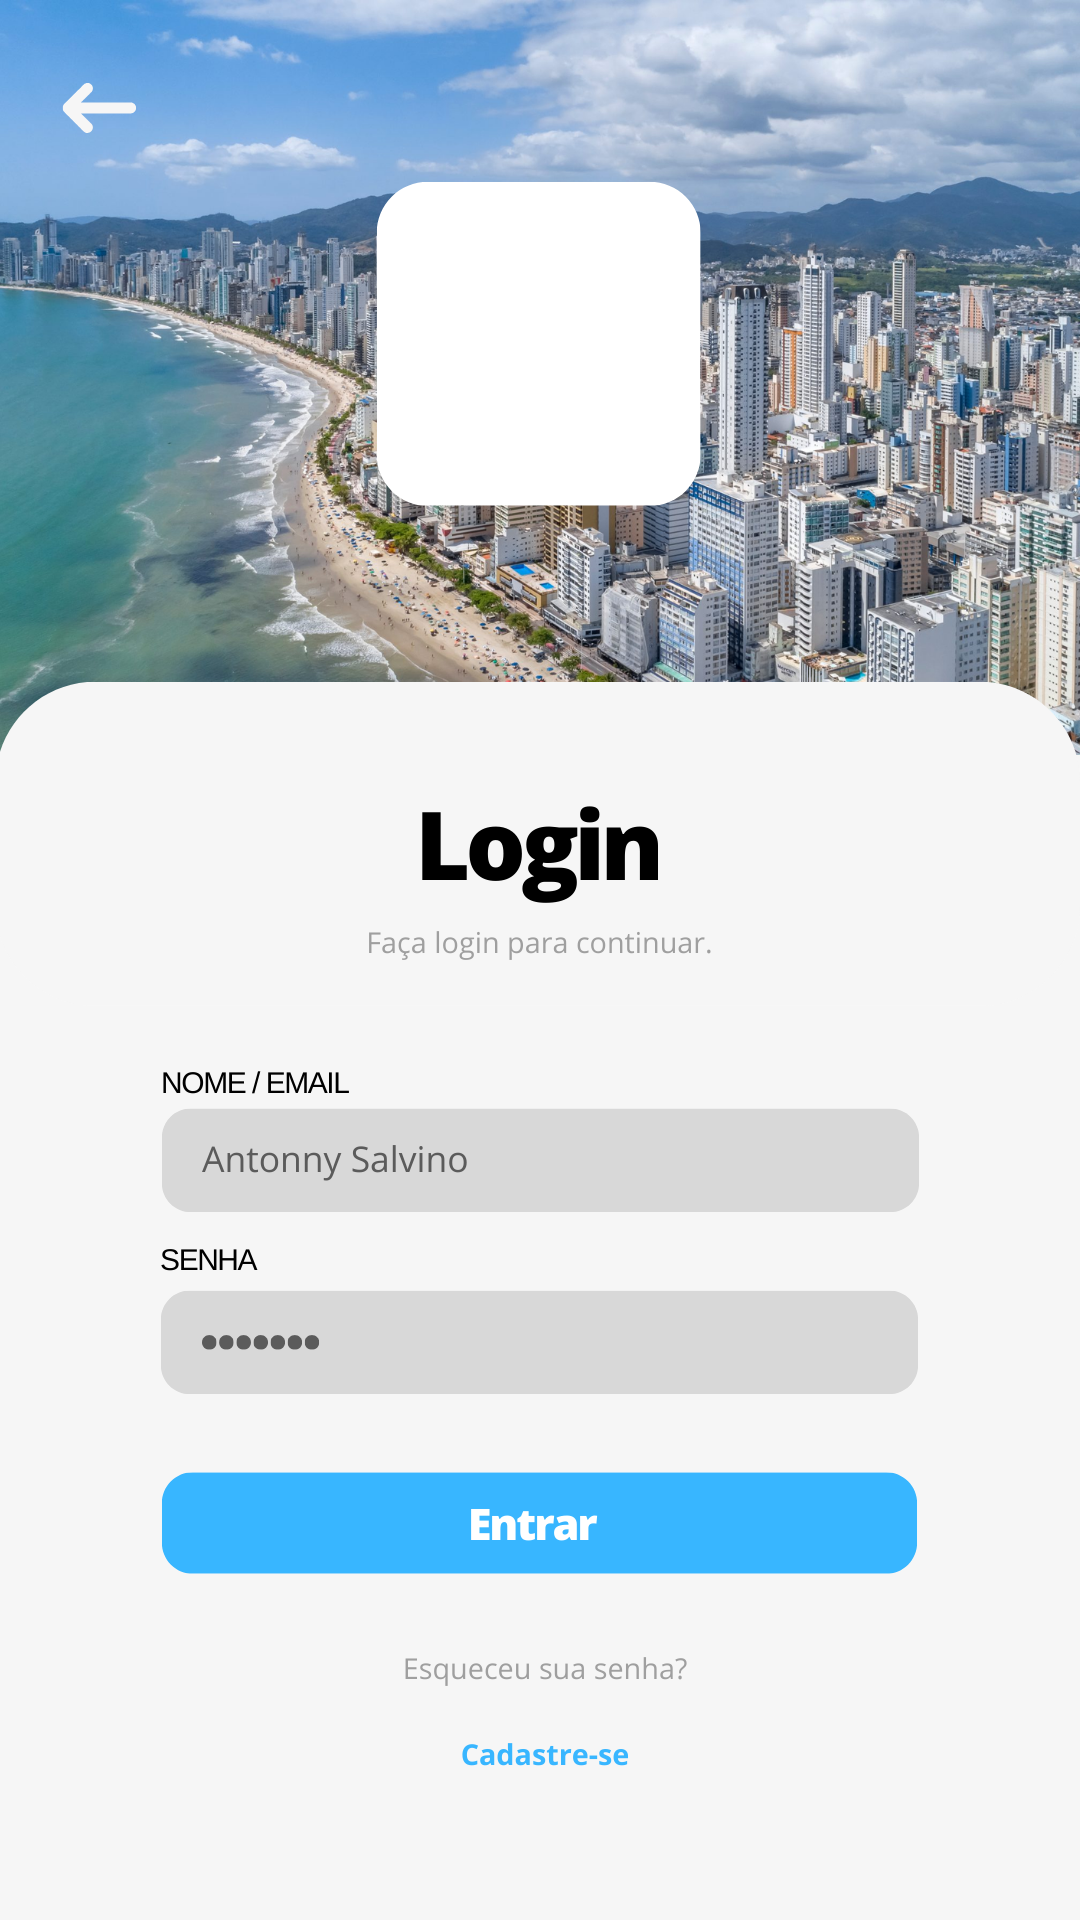 Login
Faça login para continuar.
NOME / EMAIL
Antonny Salvino
SENHA
•••••••
Entrar
Esqueceu sua senha?
Cadastre-se